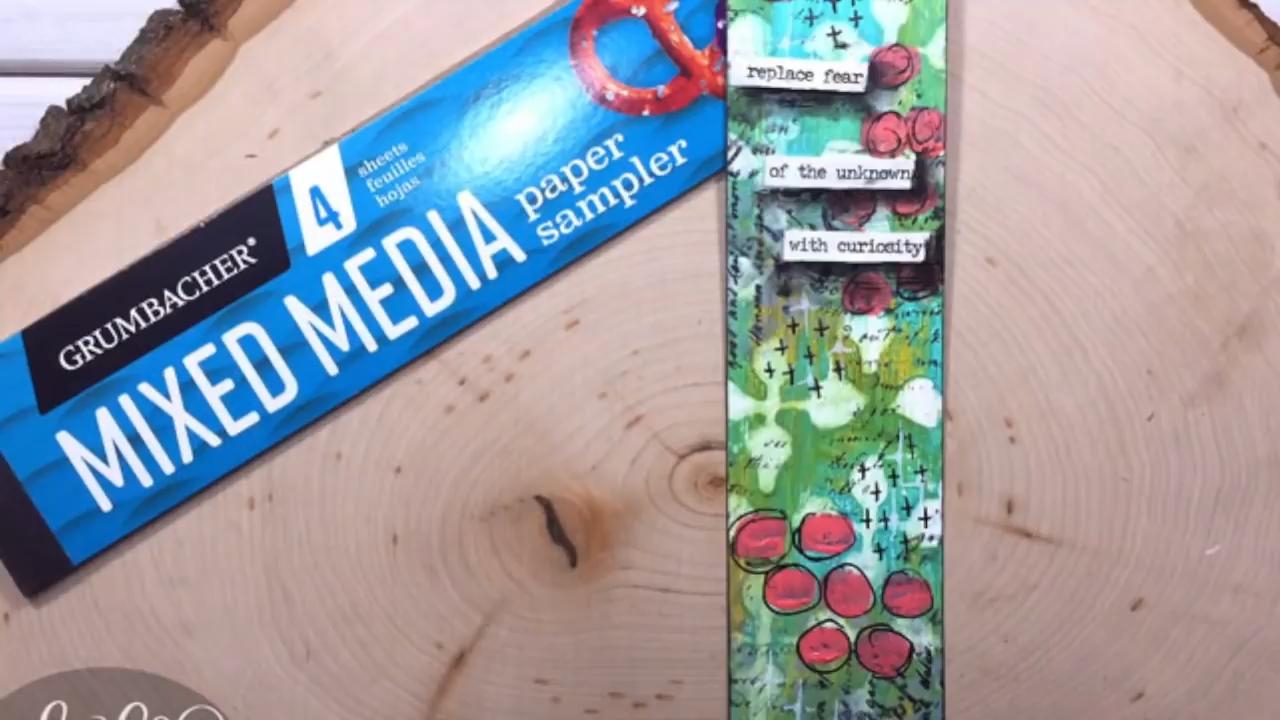 GRUMBACHER®
4
sheets
feuilles
hojas
MIXED MEDIA
paper
sampler
replace fear
of the unknown
with curiosity